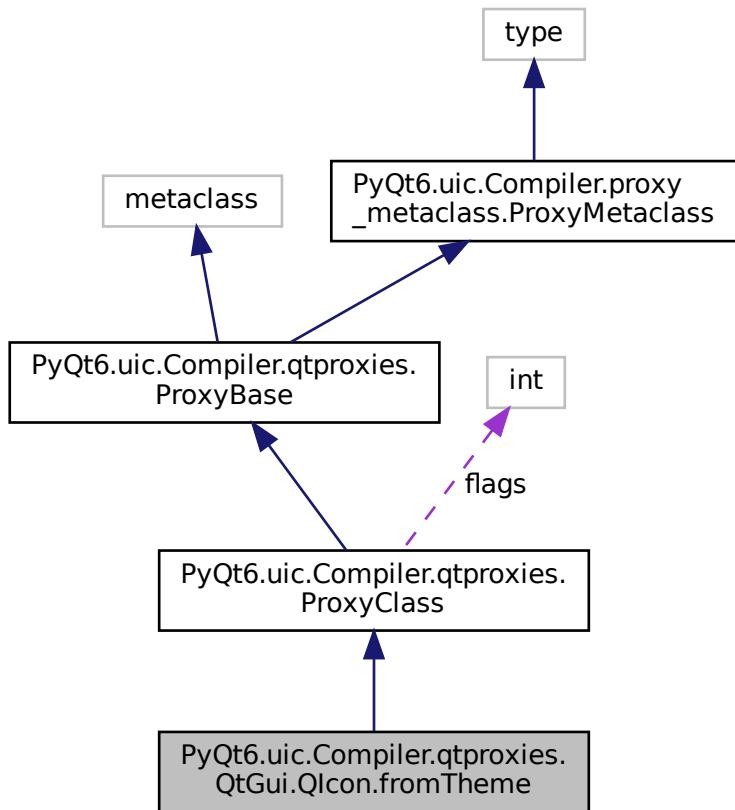 type
PyQt6.uic.Compiler.proxy
_metaclass.ProxyMetaclass
metaclass
PyQt6.uic.Compiler.qtproxies.
ProxyBase
int
flags
PyQt6.uic.Compiler.qtproxies.
ProxyClass
PyQt6.uic.Compiler.qtproxies.
QtGui.QIcon.fromTheme